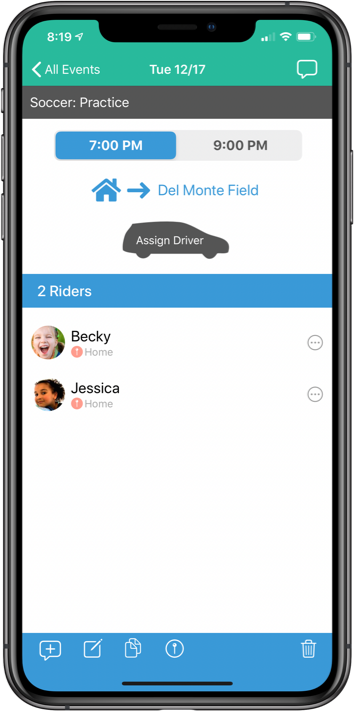 8:19
All Events Tue 12/17
Soccer: Practice
7:00 PM 9:00 PM
Del Monte Field
Assign Driver
2 Riders
Becky
! Home
Jessica
! Home